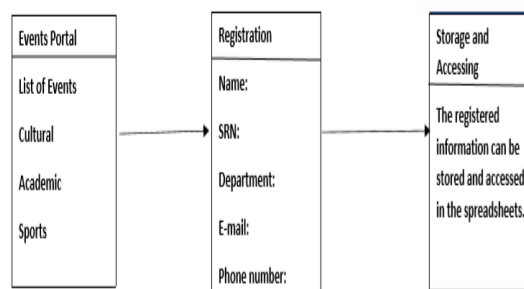 Events Portal
List of Events
Cultural
Academic
Sports
Registration
Name:
SRN:
Department:
E-mail:
Phone number:
Storage and
Accessing
The registered
information can be
stored and accessed
in the spreadsheets.